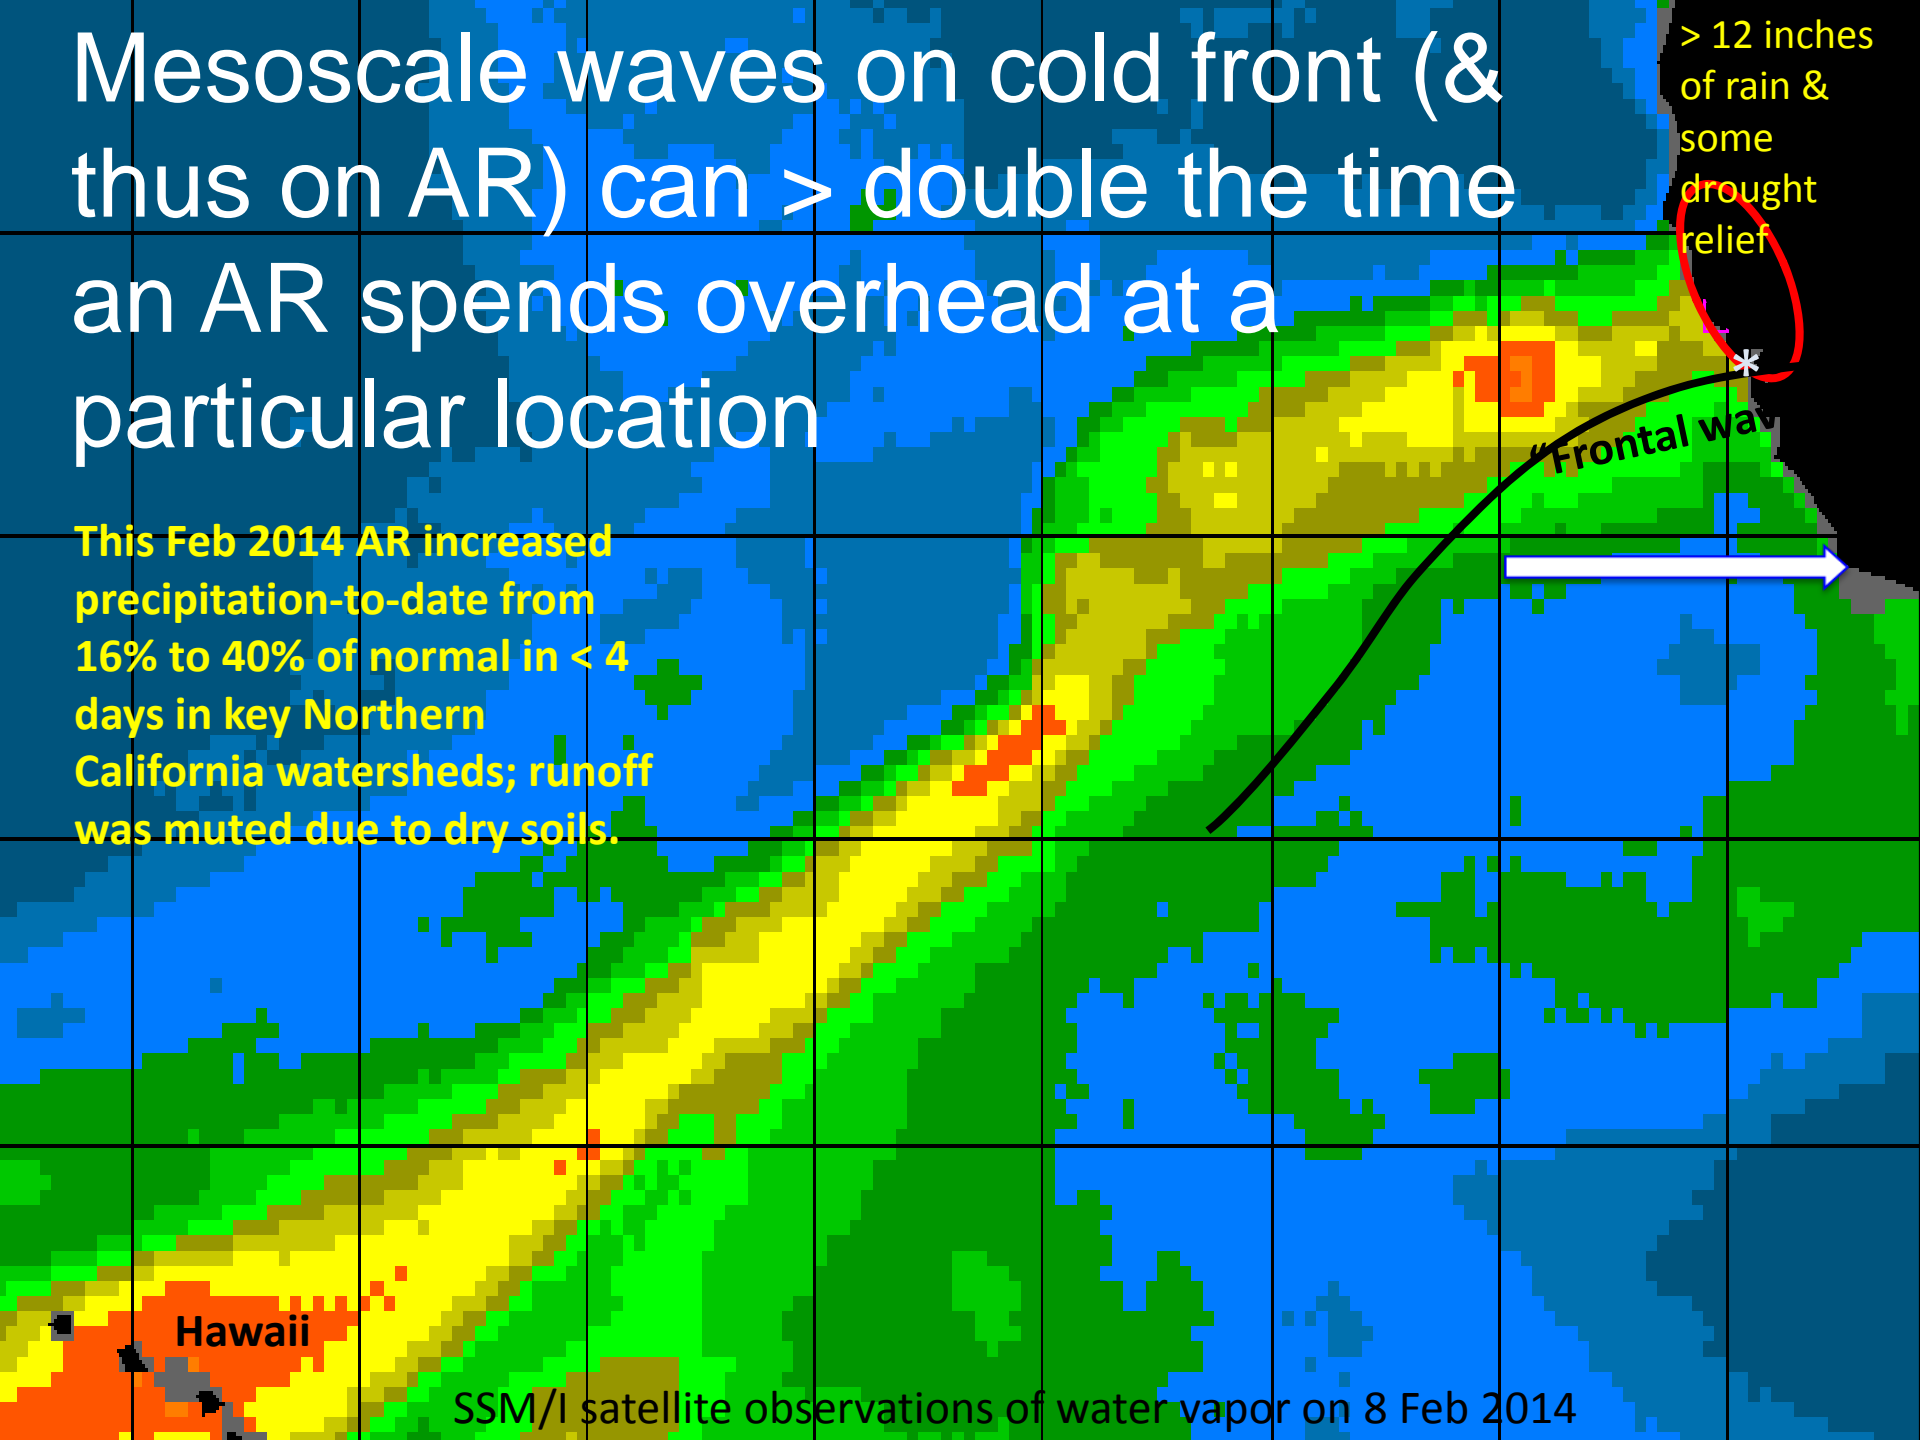 Mesoscale waves on cold front (&
thus on AR) can > double the time
an AR spends overhead at a
particular location
> 12 inches
of rain &
some
drought
relief
*
"Frontal wav
This Feb 2014 AR increased
precipitation-to-date from
16% to 40% of normal in < 4
days in key Northern
California watersheds; runoff
was muted due to dry soils.
Hawaii
SSM/I satellite observations of water vapor on 8 Feb 2014